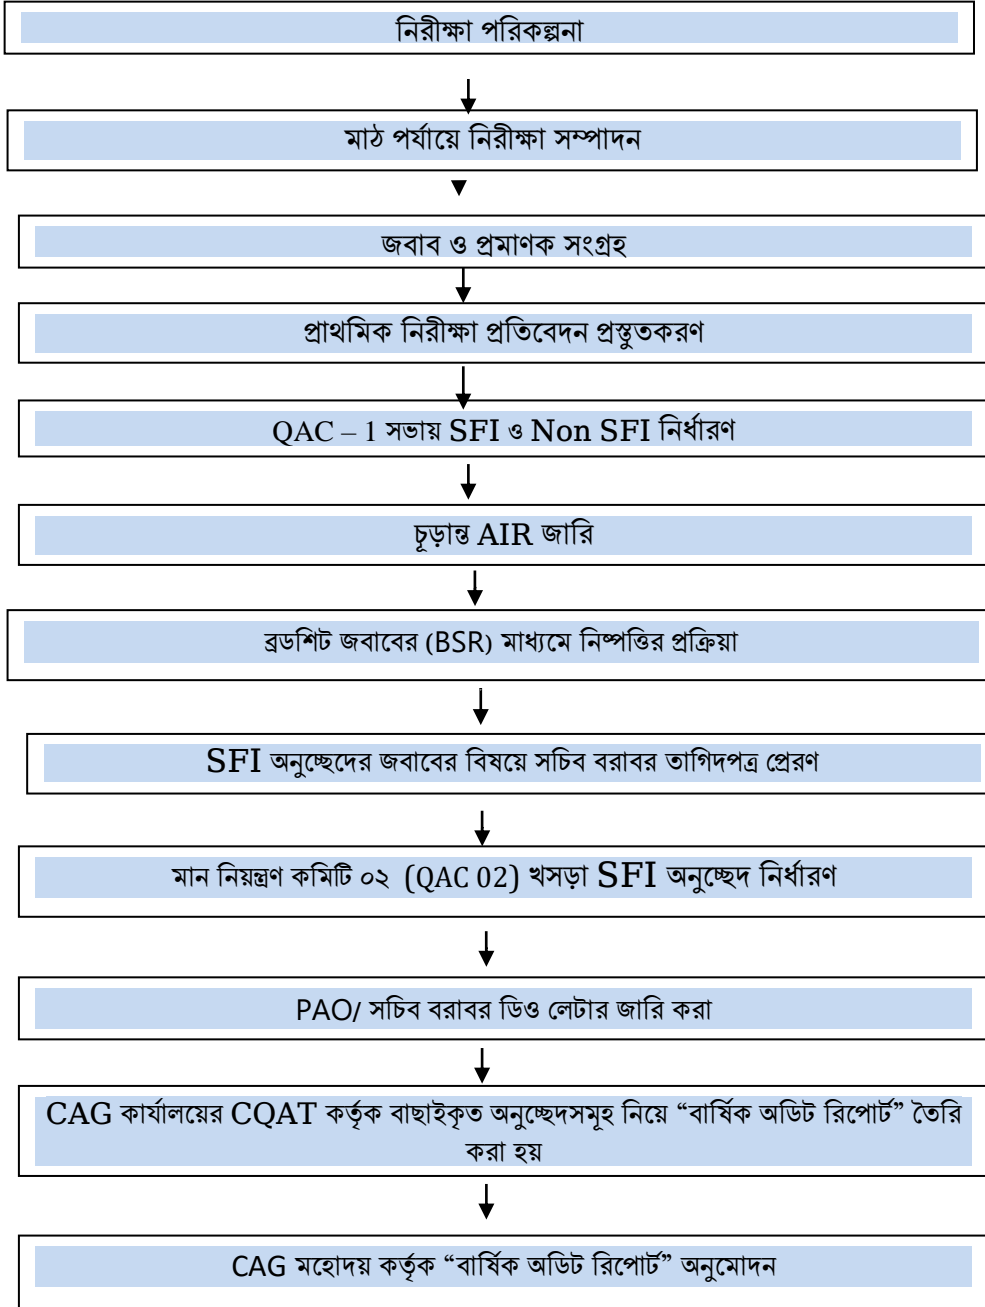 নিরীক্ষা পরিকল্পনা
মাঠ পর্যায়ে নিরীক্ষা সম্পাদন
জবাব ও প্রমাণক সংগ্রহ
প্রাথমিক নিরীক্ষা প্রতিবেদন প্রস্তুতকরণ
QAC – 1 সভায় SFI ও Non SFI নির্ধারণ
চূড়ান্ত AIR জারি
ব্রডশিট জবাবের (BSR) মাধ্যমে নিষ্পত্তির প্রক্রিয়া
SFI অনুচ্ছেদের জবাবের বিষয়ে সচিব বরাবর তাগিদপত্র প্রেরণ
মান নিয়ন্ত্রণ কমিটি ০২ (QAC 02) খসড়া SFI অনুচ্ছেদ নির্ধারণ
PAO/ সচিব বরাবর ডিও লেটার জারি করা
CAG কার্যালয়ের CQAT কর্তৃক বাছাইকৃত অনুচ্ছেদসমূহ নিয়ে “বার্ষিক অডিট রিপোর্ট” তৈরি
করা হয়
CAG মহোদয় কর্তৃক “বার্ষিক অডিট রিপোর্ট” অনুমোদন